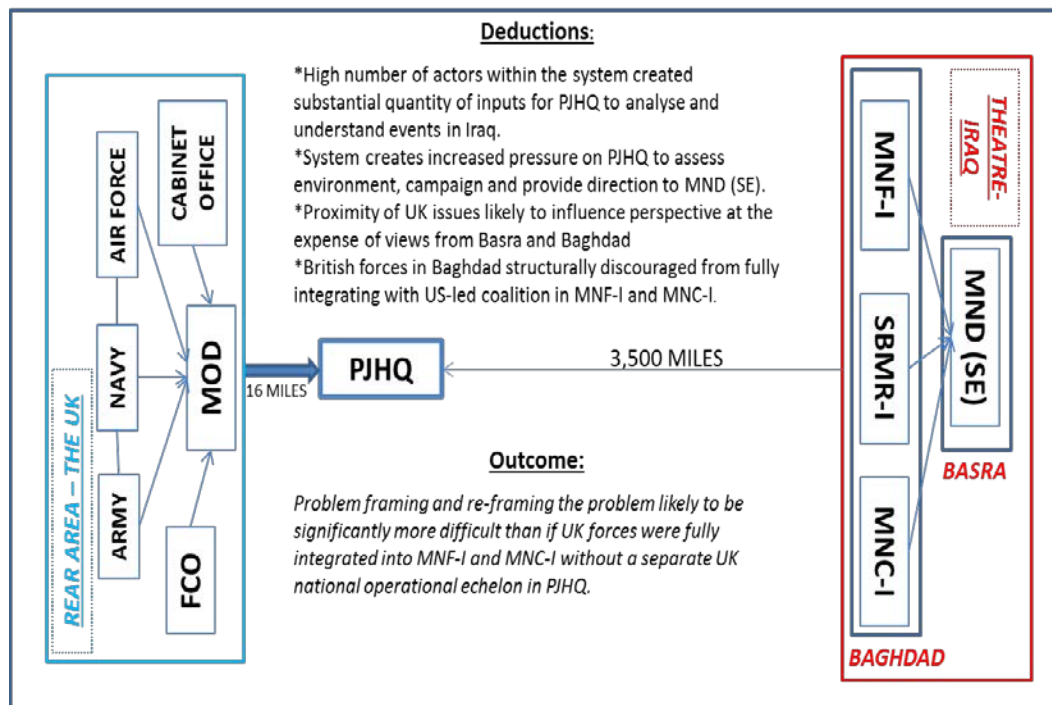 Deductions:
*High number of actors within the system created
substantial quantity of inputs for PJHQ to analyse and
understand events in Iraq.
*System creates increased pressure on PJHQ to assess
environment, campaign and provide direction to MND (SE).
*Proximity of UK issues likely to influence perspective at the
expense of views from Basra and Baghdad
*British forces in Baghdad structurally discouraged from fully
integrating with US-led coalition in MNF-I and MNC-I.
REAR AREA – THE UK
AIR FORCE
NAVY
ARMY
CABINET
OFFICE
MOD
FCO
16 MILES
PJHQ
3,500 MILES
MNF-I
SBMR-I
MNC-I
BAGHDAD
THEATRE-
IRAQ
MND (SE)
BASRA
Outcome:
Problem framing and re-framing the problem likely to be
significantly more difficult than if UK forces were fully
integrated into MNF-I and MNC-I without a separate UK
national operational echelon in PJHQ.